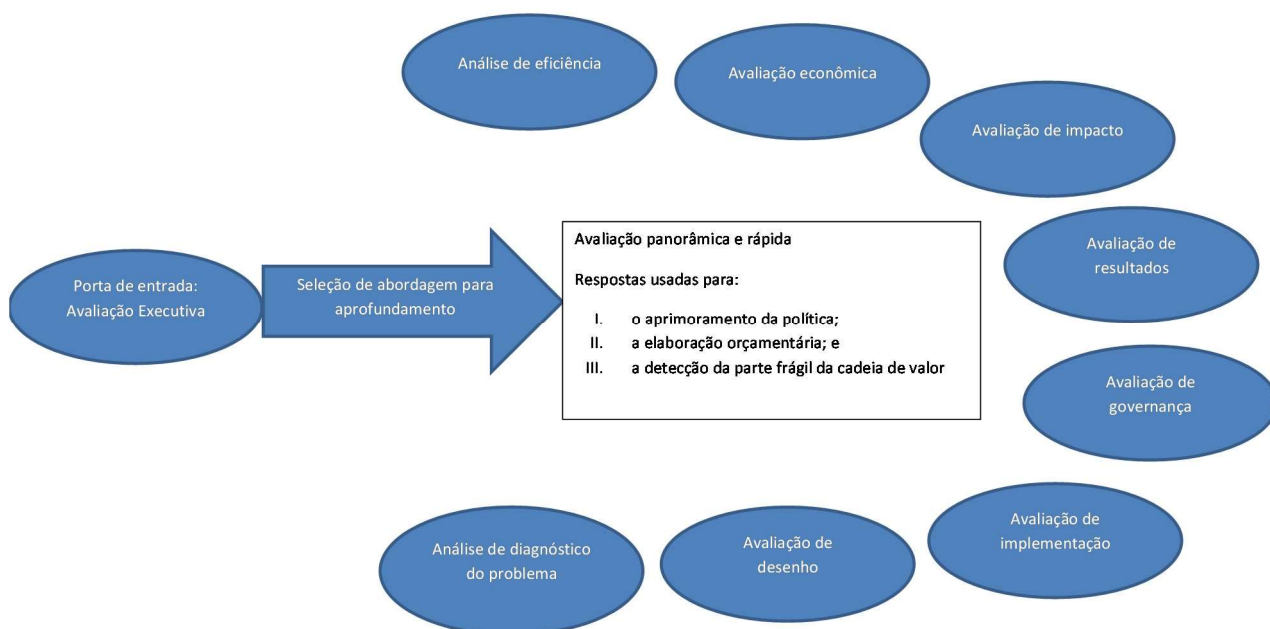 Análise de eficiência
Avaliação econômica
Avaliação de impacto
Avaliação de
resultados
Porta de entrada:
Avaliação Executiva
Seleção de abordagem para
aprofundamento
Avaliação panorâmica e rápida
Respostas usadas para:
I. o aprimoramento da política;
II. a elaboração orçamentária; e
III. a detecção da parte frágil da cadeia de valor
Avaliação de
governança
Avaliação de
implementação
Avaliação de
desenho
Análise de diagnóstico
do problema